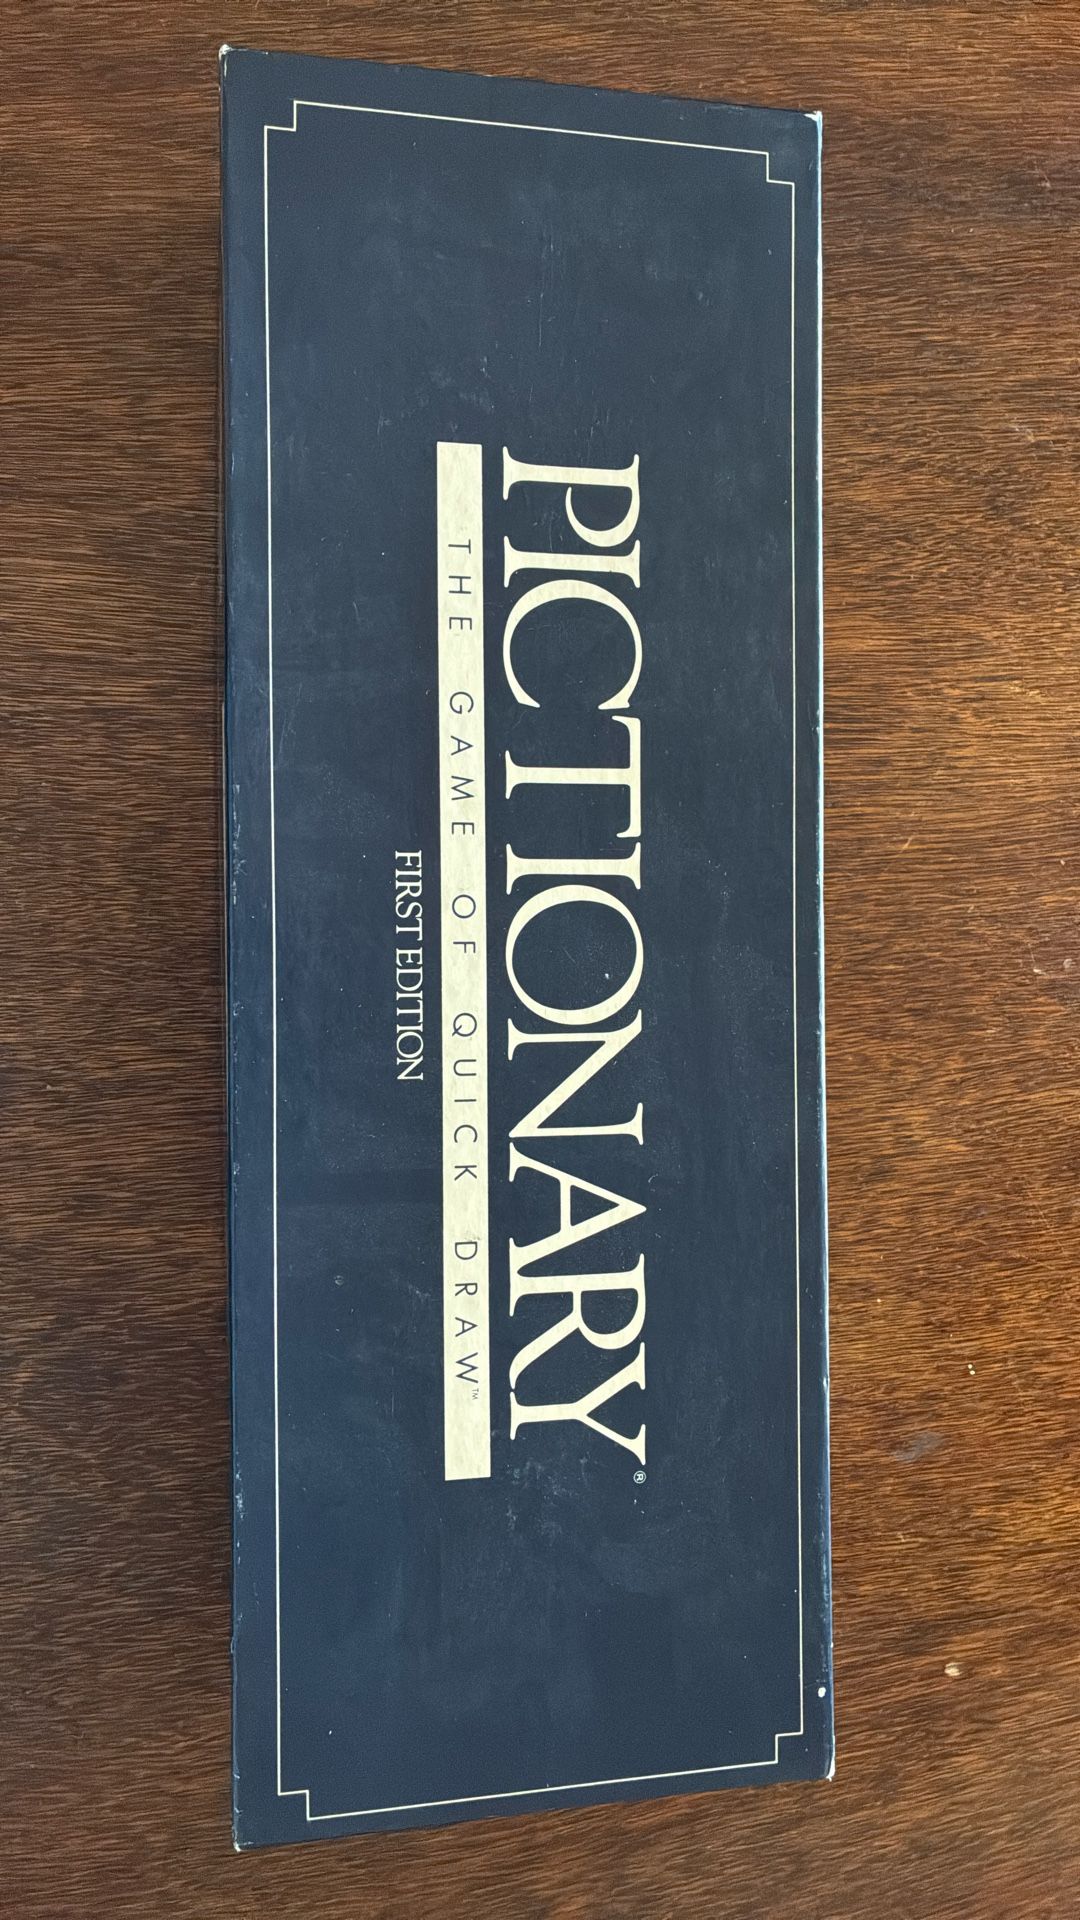 PICTIONARY®
THE GAME OF QUICK DRAW™
FIRST EDITION